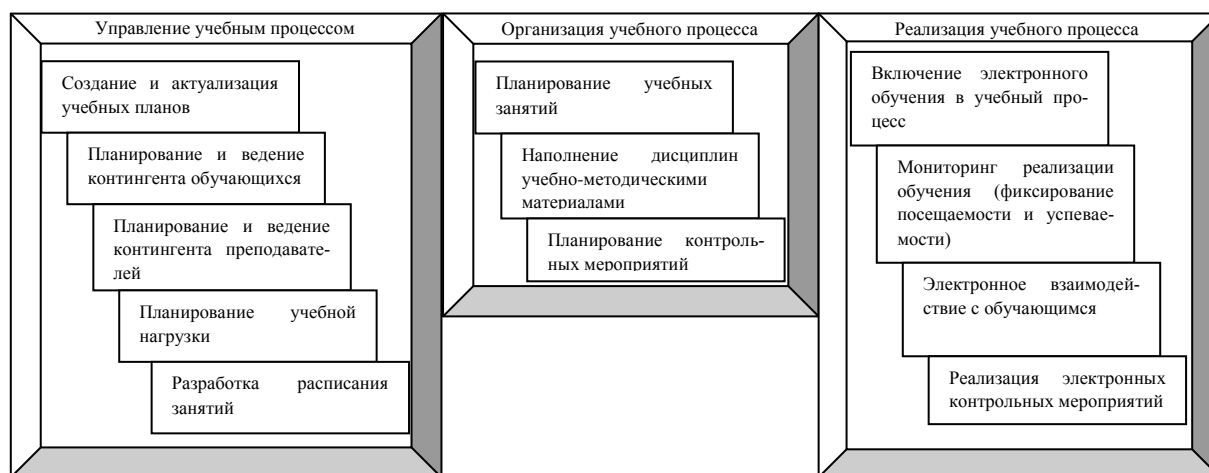 Управление учебным процессом
Создание и актуализация
учебных планов
Планирование и ведение
контингента обучающихся
Планирование и ведение
контингента преподавате-
лей
Планирование учебной
нагрузки
Разработка расписания
занятий
Организация учебного процесса
Планирование учебных
занятий
Наполнение дисциплин
учебно-методическими
материалами
Планирование контроль-
ных мероприятий
Реализация учебного процесса
Включение электронного
обучения в учебный про-
цесс
Мониторинг реализации
обучения (фиксирование
посещаемости и успевае-
мости)
Электронное взаимодей-
ствие с обучающимся
Реализация электронных
контрольных мероприятий